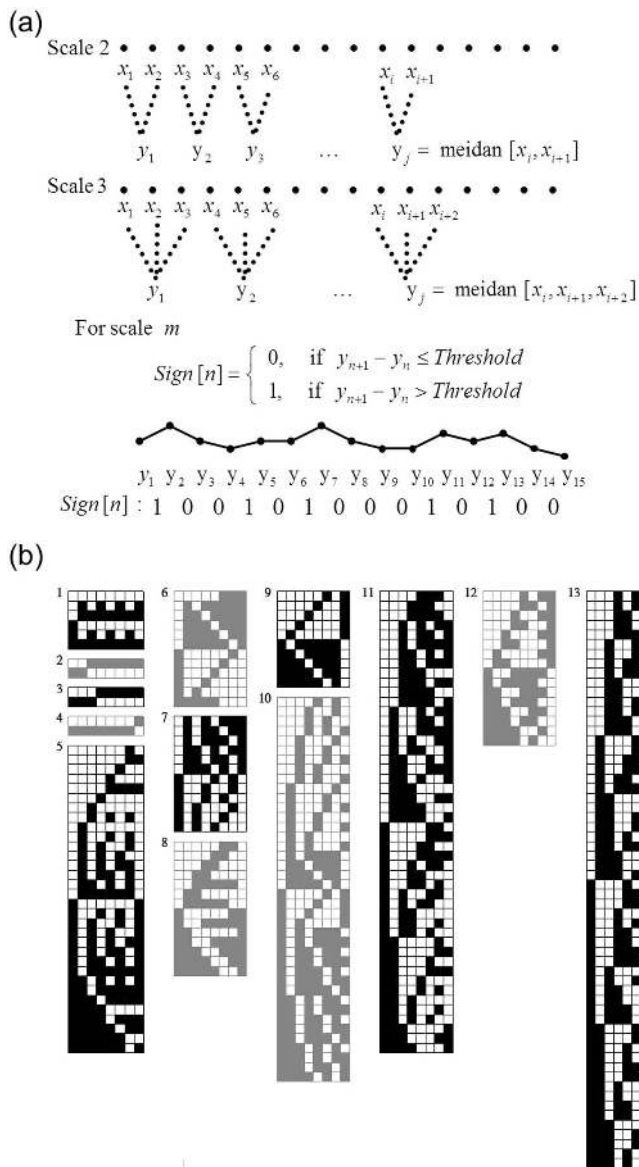 (a)
Scale 2
x1 x2 x3 x4 x5 x6 xi xi+1
y1 y2 y3 ... yj = meidan [xi, xi+1]
Scale 3
x1 x2 x3 x4 x5 x6 xi xi+1 xi+2
y1 y2 ... yj = meidan [xi, xi+1, xi+2]
For scale m
Sign[n] = { 0, if yn+1 − yn ≤ Threshold
1, if yn+1 − yn > Threshold
y1 y2 y3 y4 y5 y6 y7 y8 y9 y10 y11 y12 y13 y14 y15
Sign[n] : 1 0 0 1 0 1 0 0 0 1 0 1 0 0
(b)
1 6 9 11 12 13
2
3
10
4 7
5
8